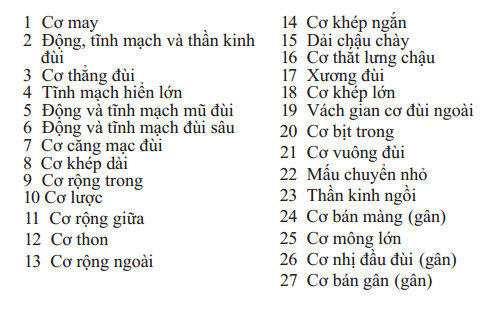 1 Cơ may
2 Động, tĩnh mạch và thần kinh
đùi
3 Cơ thẳng đùi
4 Tĩnh mạch hiển lớn
5 Động và tĩnh mạch mũ đùi
6 Động và tĩnh mạch đùi sâu
7 Cơ căng mạc đùi
8 Cơ khép dài
9 Cơ rộng trong
10 Cơ lược
11 Cơ rộng giữa
12 Cơ thon
13 Cơ rộng ngoài
14 Cơ khép ngắn
15 Dải chậu chày
16 Cơ thắt lưng chậu
17 Xương đùi
18 Cơ khép lớn
19 Vách gian cơ đùi ngoài
20 Cơ bịt trong
21 Cơ vuông đùi
22 Mấu chuyển nhỏ
23 Thần kinh ngồi
24 Cơ bán màng (gân)
25 Cơ mông lớn
26 Cơ nhị đầu đùi (gân)
27 Cơ bán gân (gân)